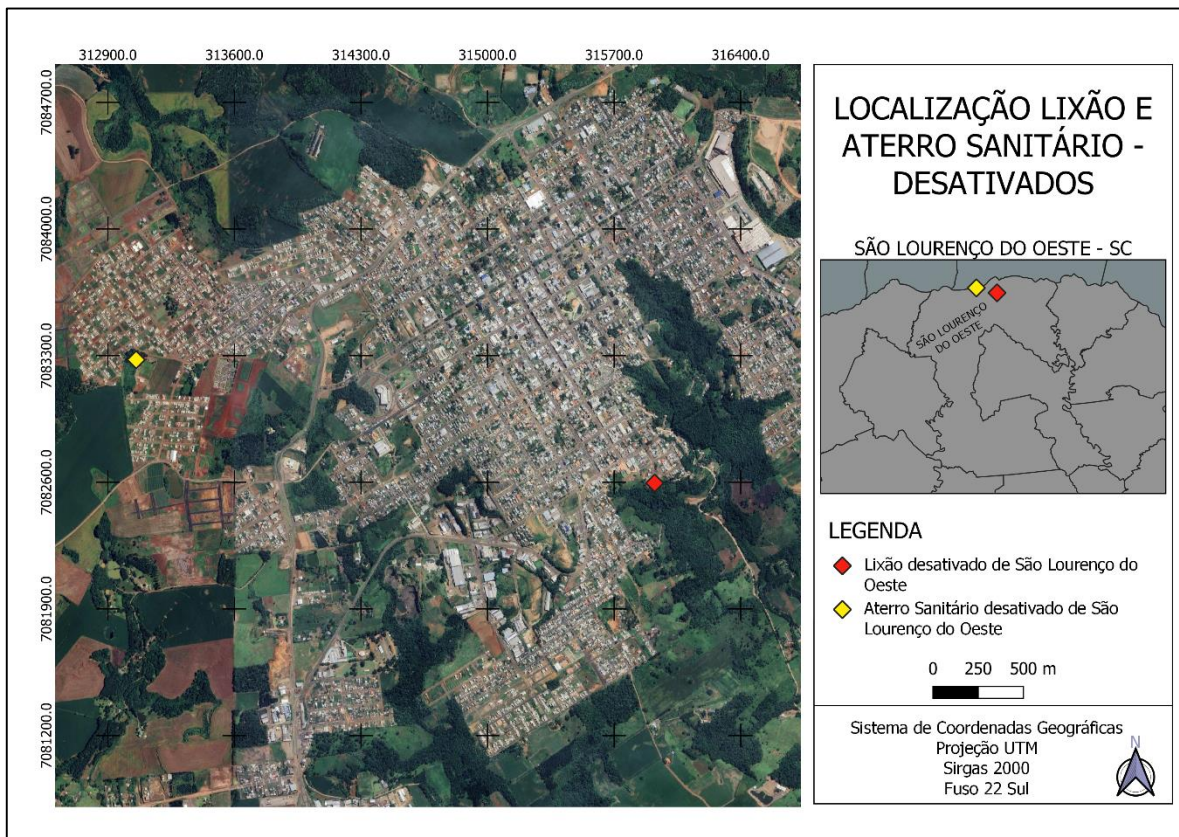 312900.0 313600.0 314300.0 315000.0 315700.0 316400.0
7084700.0
7084000.0
7083300.0
7082600.0
7081900.0
7081200.0
LOCALIZAÇÃO LIXÃO E
ATERRO SANITÁRIO -
DESATIVADOS
SÃO LOURENÇO DO OESTE - SC
SÃO LOURENÇO
DO OESTE
LEGENDA
Lixão desativado de São Lourenço do
Oeste
Aterro Sanitário desativado de São
Lourenço do Oeste
0 250 500 m
Sistema de Coordenadas Geográficas
Projeção UTM
Sirgas 2000
Fuso 22 Sul
N